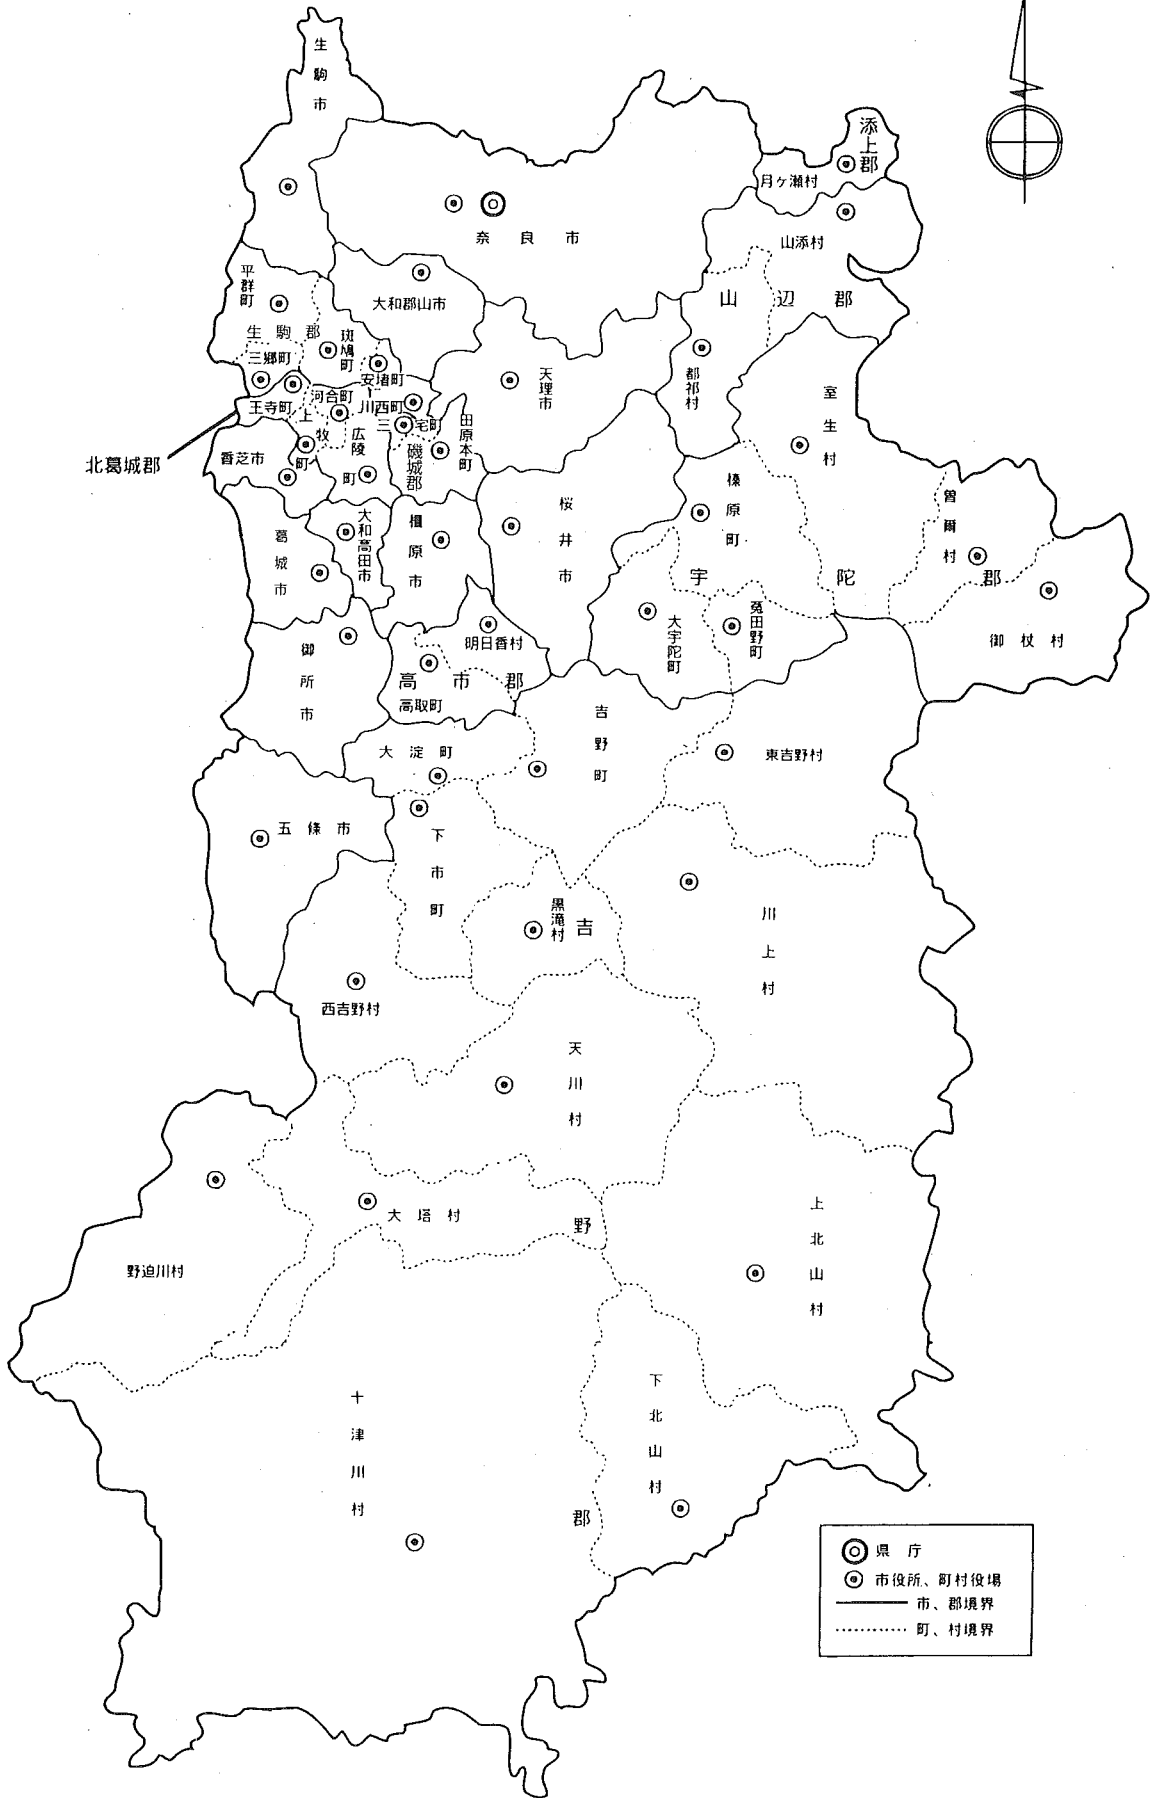 生駒市
添上郡
月ヶ瀬村
奈良市
山添村
平群町
大和郡山市
山辺郡
生駒郡
斑鳩町
三郷町
安堵町
天理市
都祁村
室生村
王寺町
河合町
川西町
上牧町
三宅町
田原本町
広陵町
磯城郡
北葛城郡
香芝市
榛原町
曽爾村
桜井市
大和高田市
橿原市
葛城市
宇陀郡
大宇陀町
菟田野町
御杖村
明日香村
御所市
高市郡
高取町
吉野町
大淀町
東吉野村
五條市
下市町
黒滝村
吉野郡
川上村
西吉野村
天川村
大塔村
上北山村
野迫川村
下北山村
十津川村
県庁
市役所、町村役場
市、郡境界
町、村境界